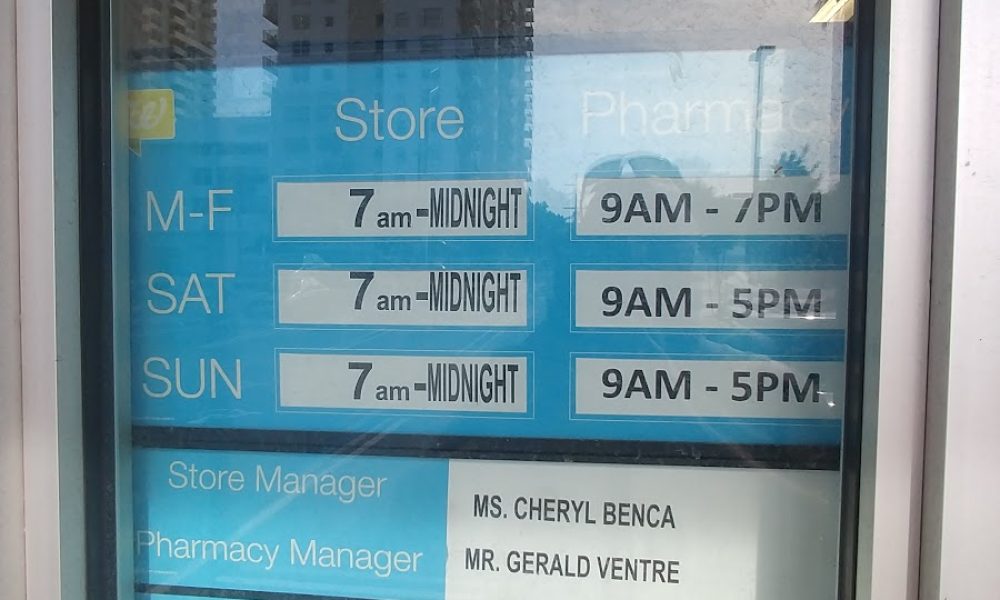 Store Pharmacy
M-F 7am-MIDNIGHT 9AM - 7PM
SAT 7am-MIDNIGHT 9AM - 5PM
SUN 7am-MIDNIGHT 9AM - 5PM
Store Manager MS. CHERYL BENCA
Pharmacy Manager MR. GERALD VENTRE